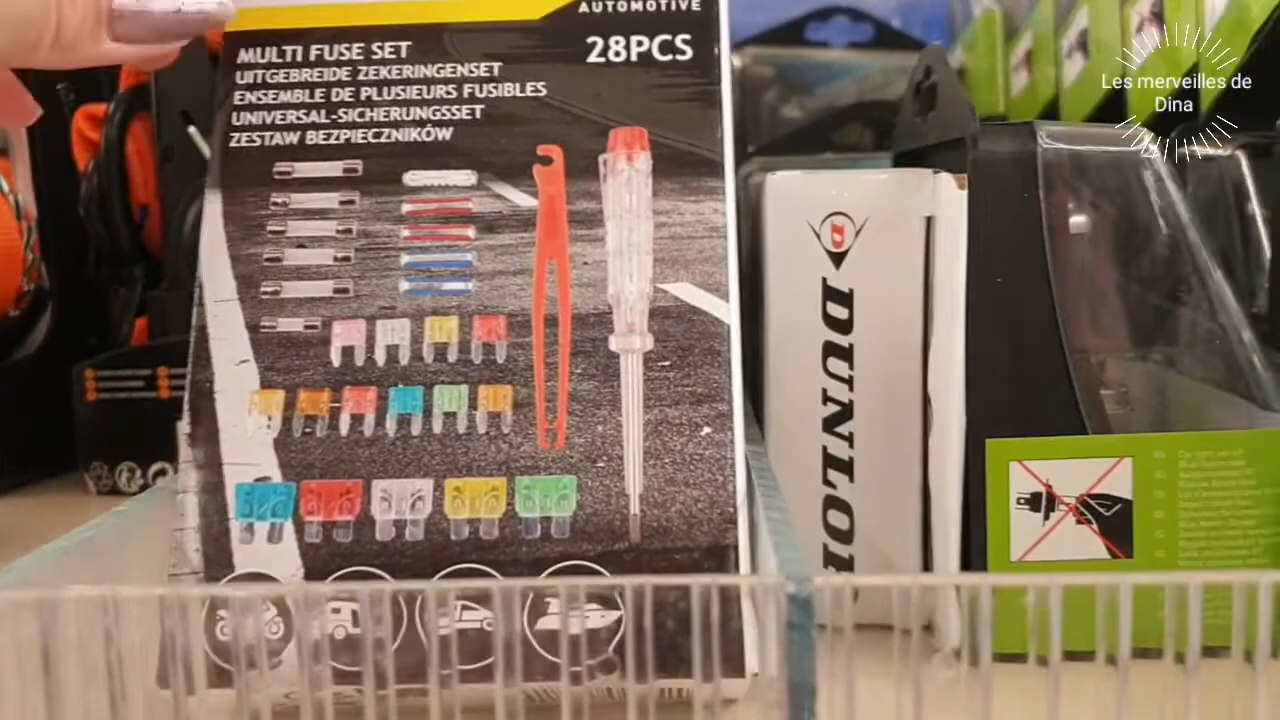 AUTOMOTIVE
MULTI FUSE SET
28PCS
UITGEBREIDE ZEKERINGENSET
ENSEMBLE DE PLUSIEURS FUSIBLES
UNIVERSAL-SICHERUNGSSET
ZESTAW BEZPIECZNIKÓW
D
DUNLOP
Les merveilles de
Dina